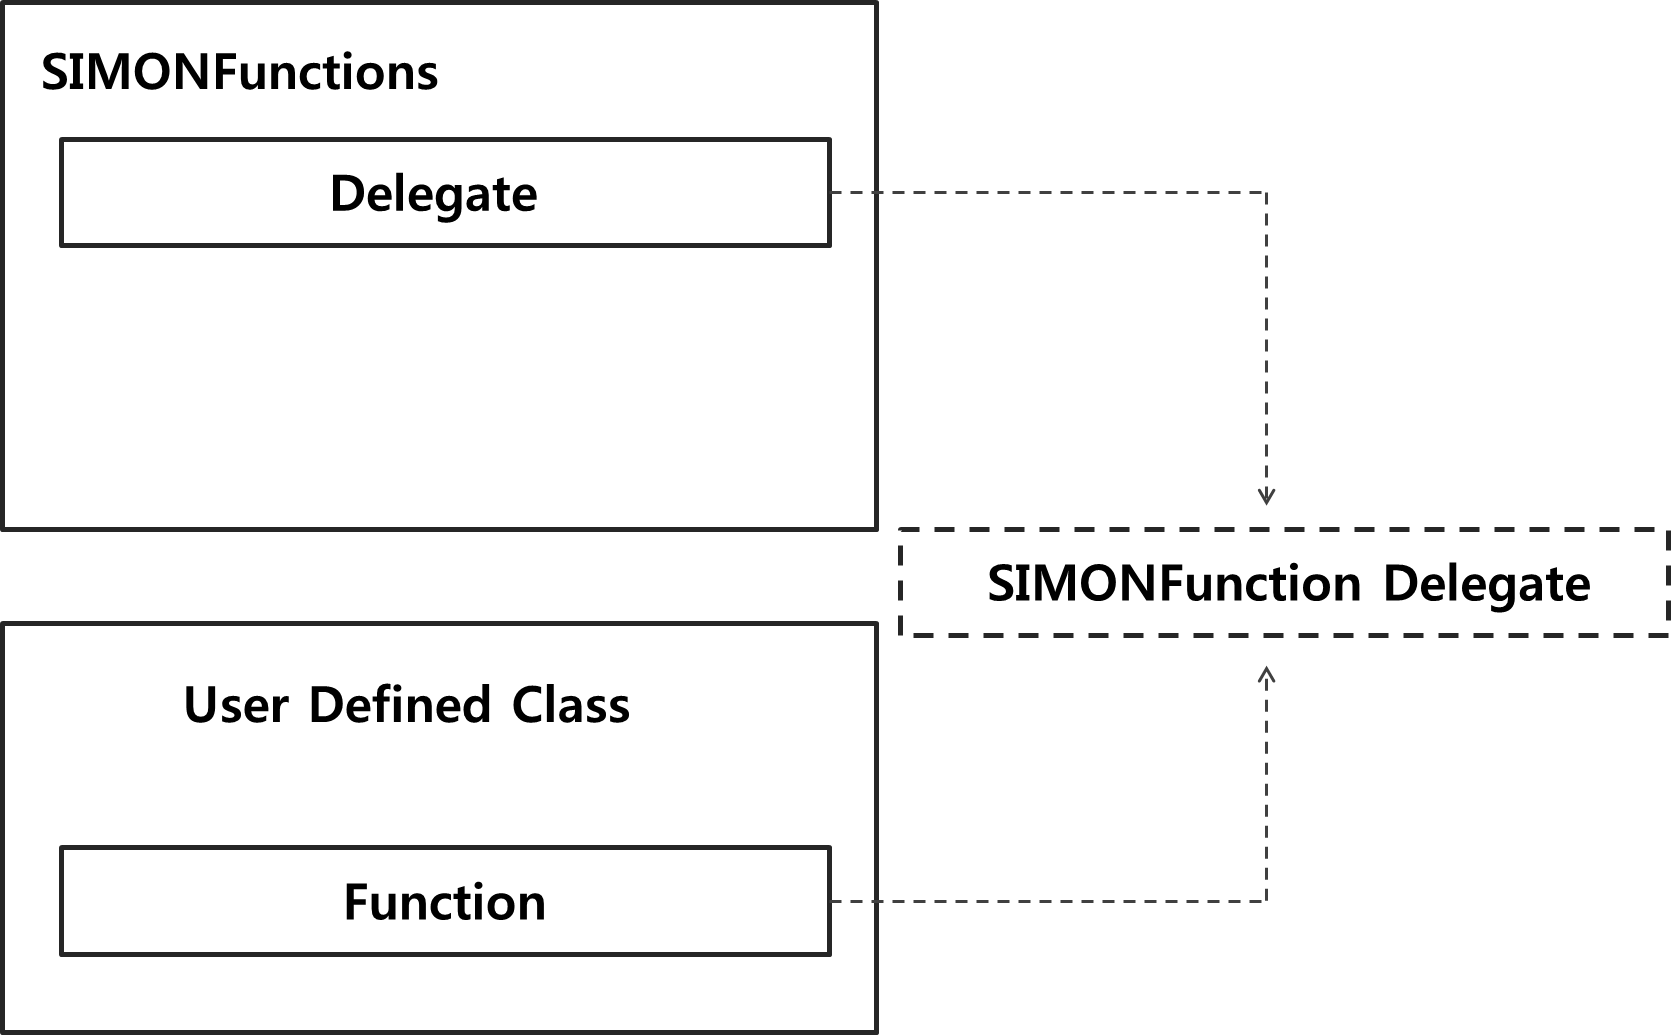 SIMONFunctions
Delegate
SIMONFunction Delegate
User Defined Class
Function